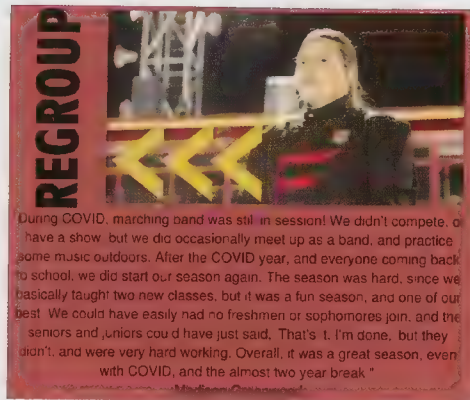 REGROUP
During COVID, marching band was still in session! We didn't compete, or
have a show but we did occasionally meet up as a band, and practice
some music outdoors. After the COVID year, and everyone coming back
to school, we did start our season again. The season was hard, since we
basically taught two new classes, but it was a fun season, and one of our
best We could have easily had no freshmen or sophomores join, and the
seniors and juniors could have just said, That's it, I'm done, but they
didn't, and were very hard working. Overall, it was a great season, even
with COVID, and the almost two year break "
Madison